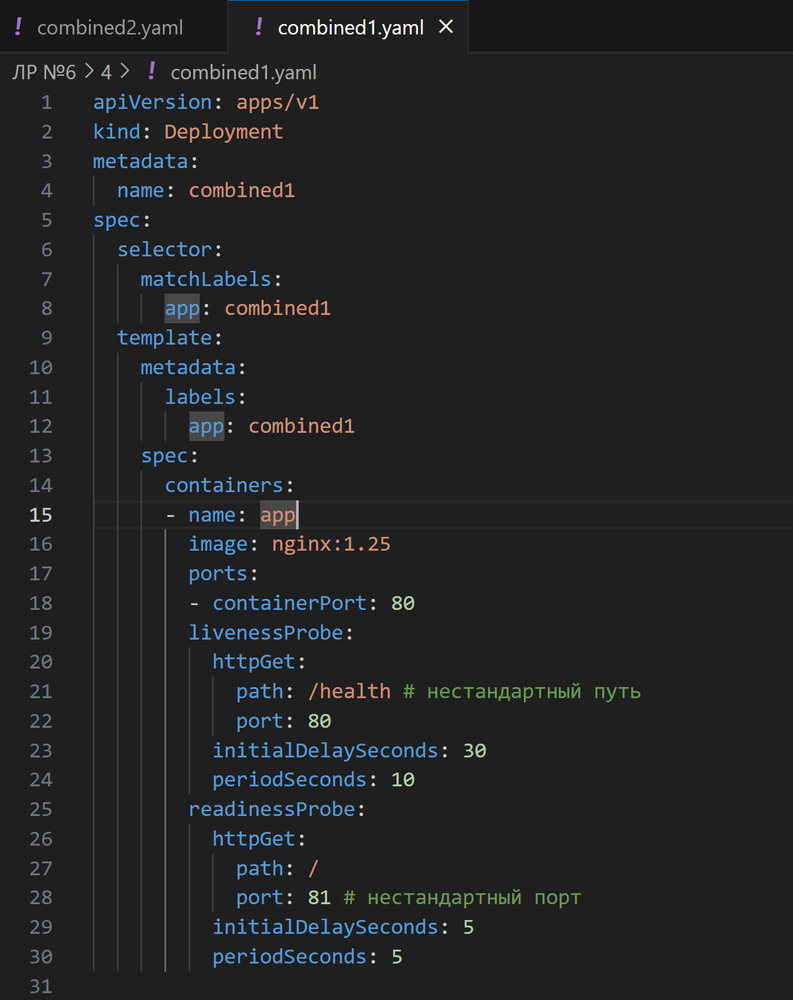 ! combined2.yaml ! combined1.yaml ×
ЛР №6 > 4 > ! combined1.yaml
1 apiVersion: apps/v1
2 kind: Deployment
3 metadata:
4   name: combined1
5 spec:
6   selector:
7     matchLabels:
8       app: combined1
9   template:
10     metadata:
11       labels:
12         app: combined1
13     spec:
14       containers:
15       - name: app
16         image: nginx:1.25
17         ports:
18         - containerPort: 80
19         livenessProbe:
20           httpGet:
21             path: /health # нестандартный путь
22             port: 80
23           initialDelaySeconds: 30
24           periodSeconds: 10
25         readinessProbe:
26           httpGet:
27             path: /
28             port: 81 # нестандартный порт
29           initialDelaySeconds: 5
30           periodSeconds: 5
31